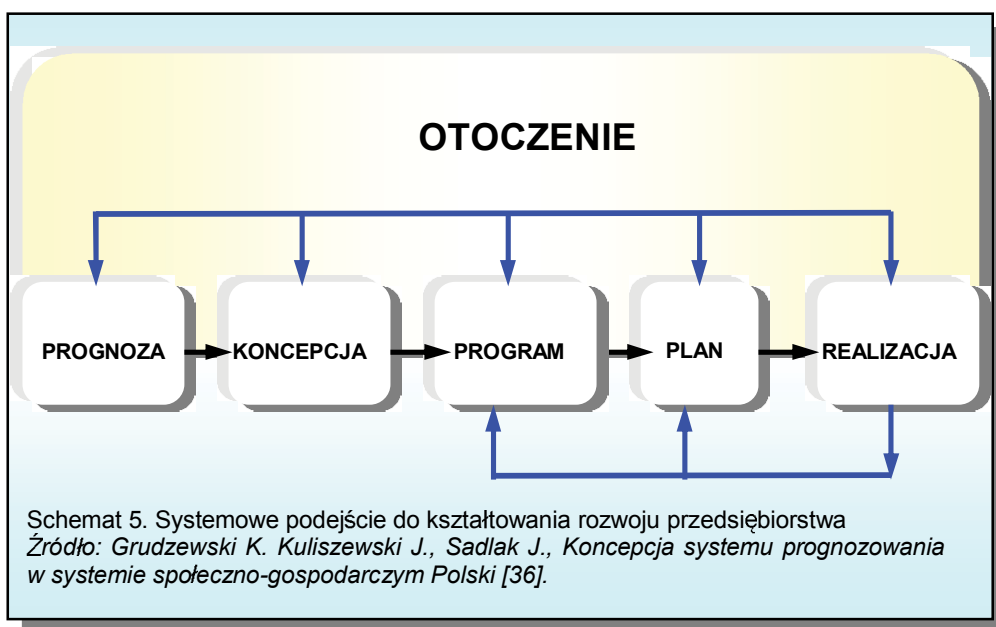 OTOCZENIE
PROGNOZA
KONCEPCJA
PROGRAM
PLAN
REALIZACJA
Schemat 5. Systemowe podejście do kształtowania rozwoju przedsiębiorstwa
Źródło: Grudzewski K. Kuliszewski J., Sadlak J., Koncepcja systemu prognozowania
w systemie społeczno-gospodarczym Polski [36].